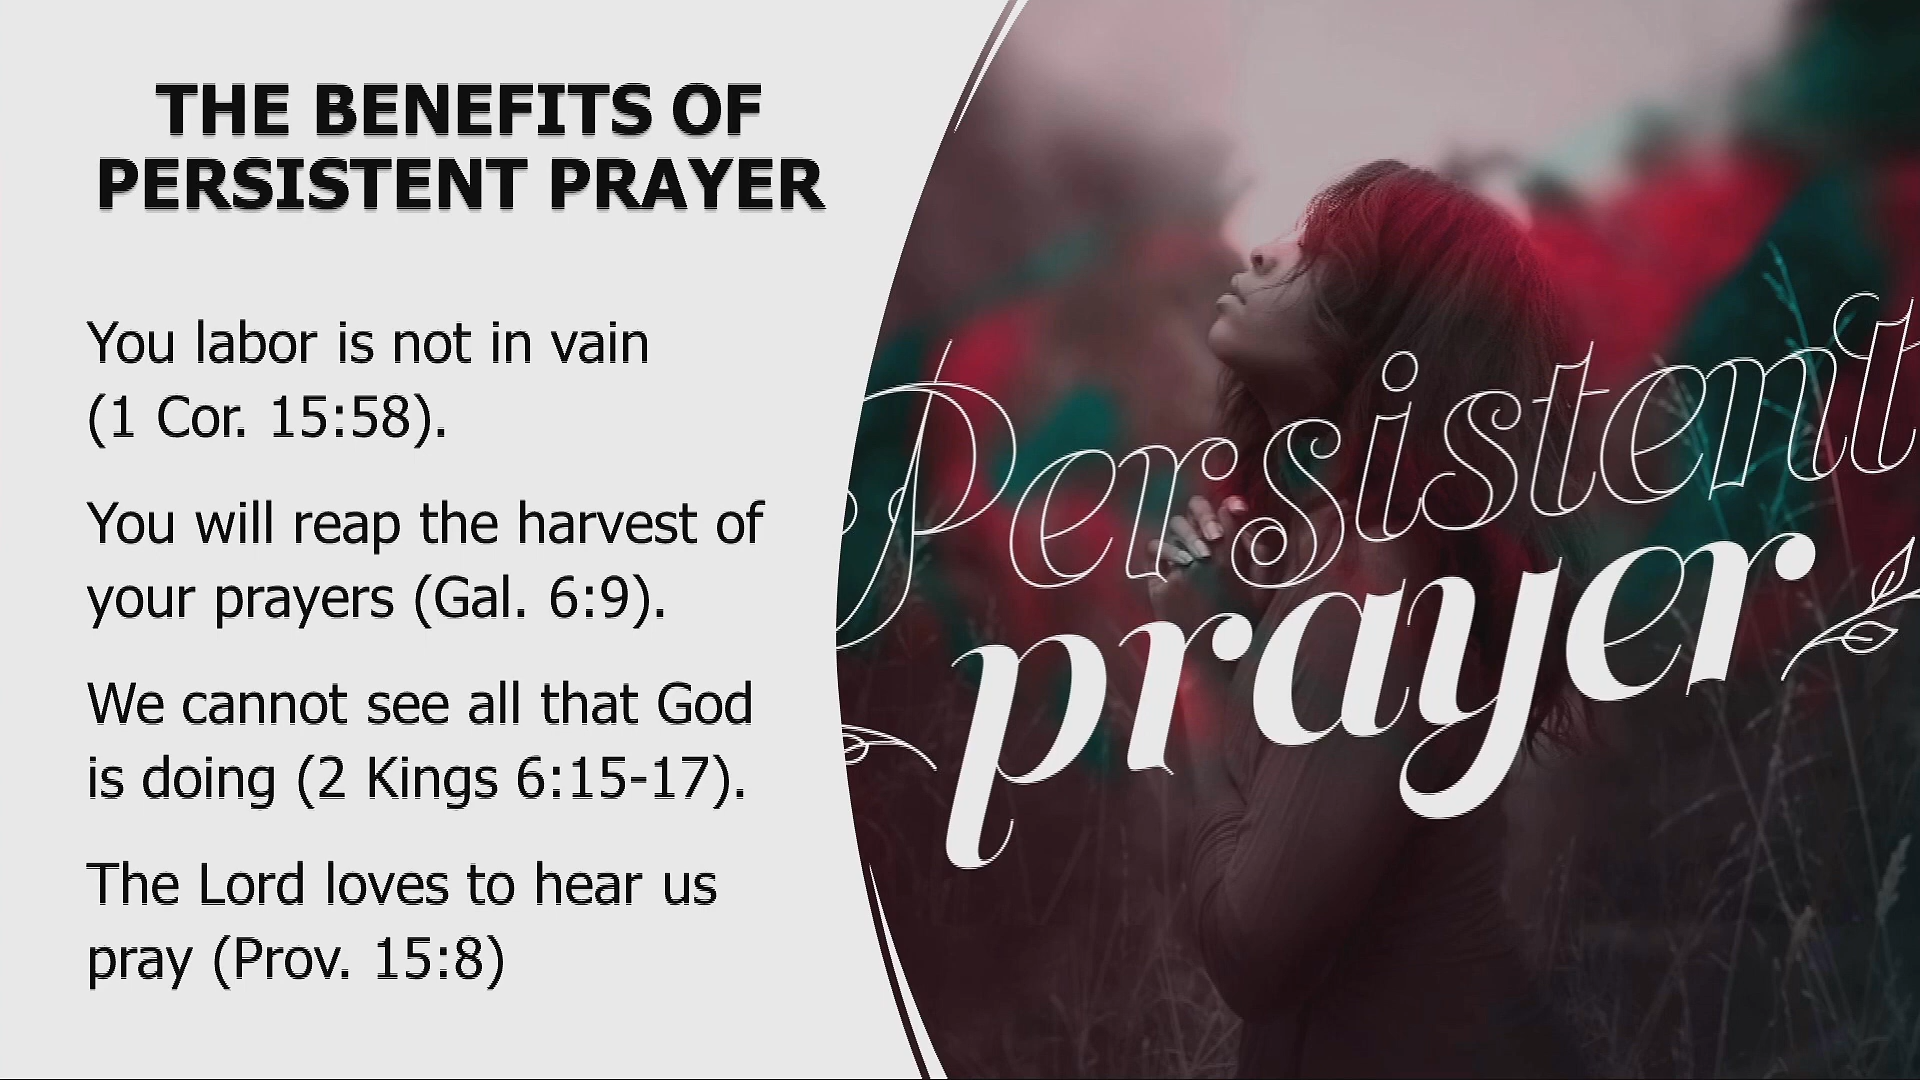 THE BENEFITS OF
PERSISTENT PRAYER
You labor is not in vain
(1 Cor. 15:58).
You will reap the harvest of
your prayers (Gal. 6:9).
We cannot see all that God
is doing (2 Kings 6:15-17).
The Lord loves to hear us
pray (Prov. 15:8)
Persistent
prayer